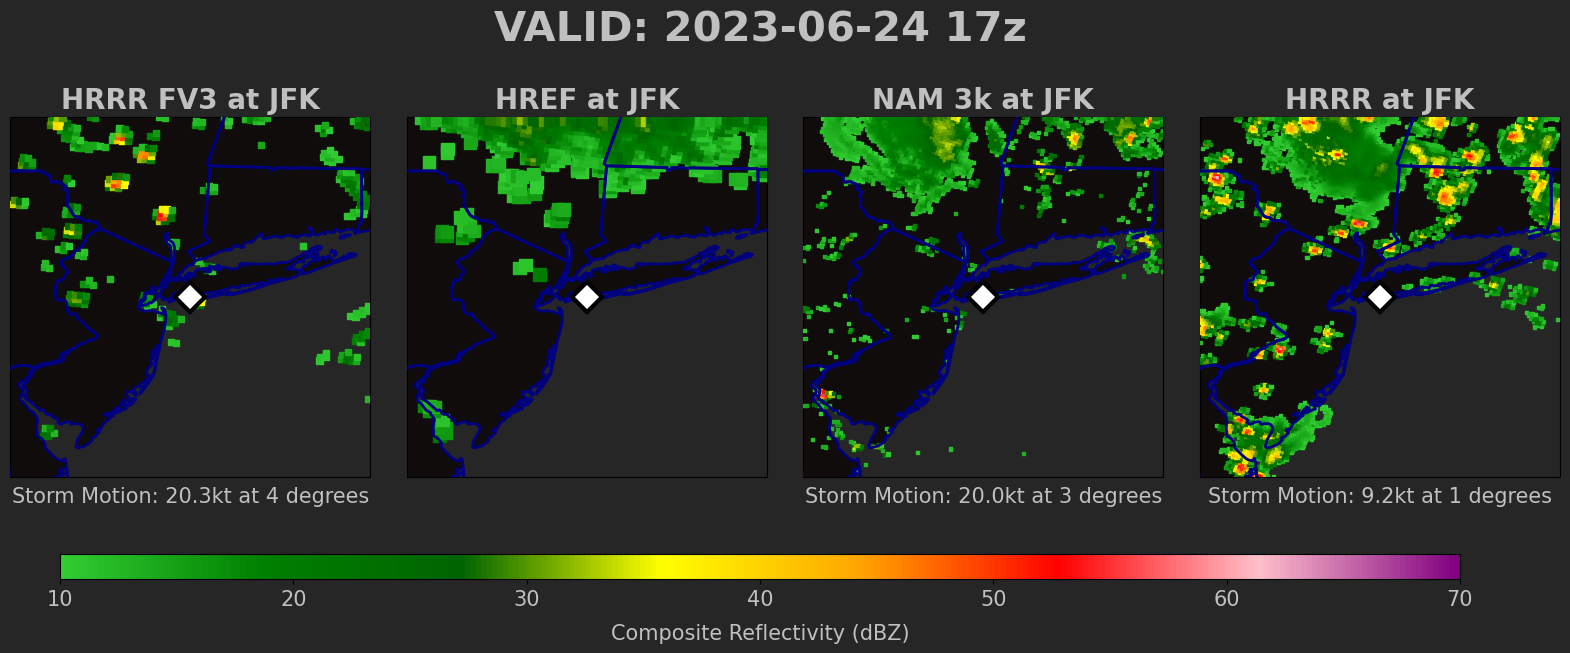 VALID: 2023-06-24 17z
HRRR FV3 at JFK
HREF at JFK
NAM 3k at JFK
HRRR at JFK
Storm Motion: 20.3kt at 4 degrees
Storm Motion: 20.0kt at 3 degrees
Storm Motion: 9.2kt at 1 degrees
10 20 30 40 50 60 70
Composite Reflectivity (dBZ)